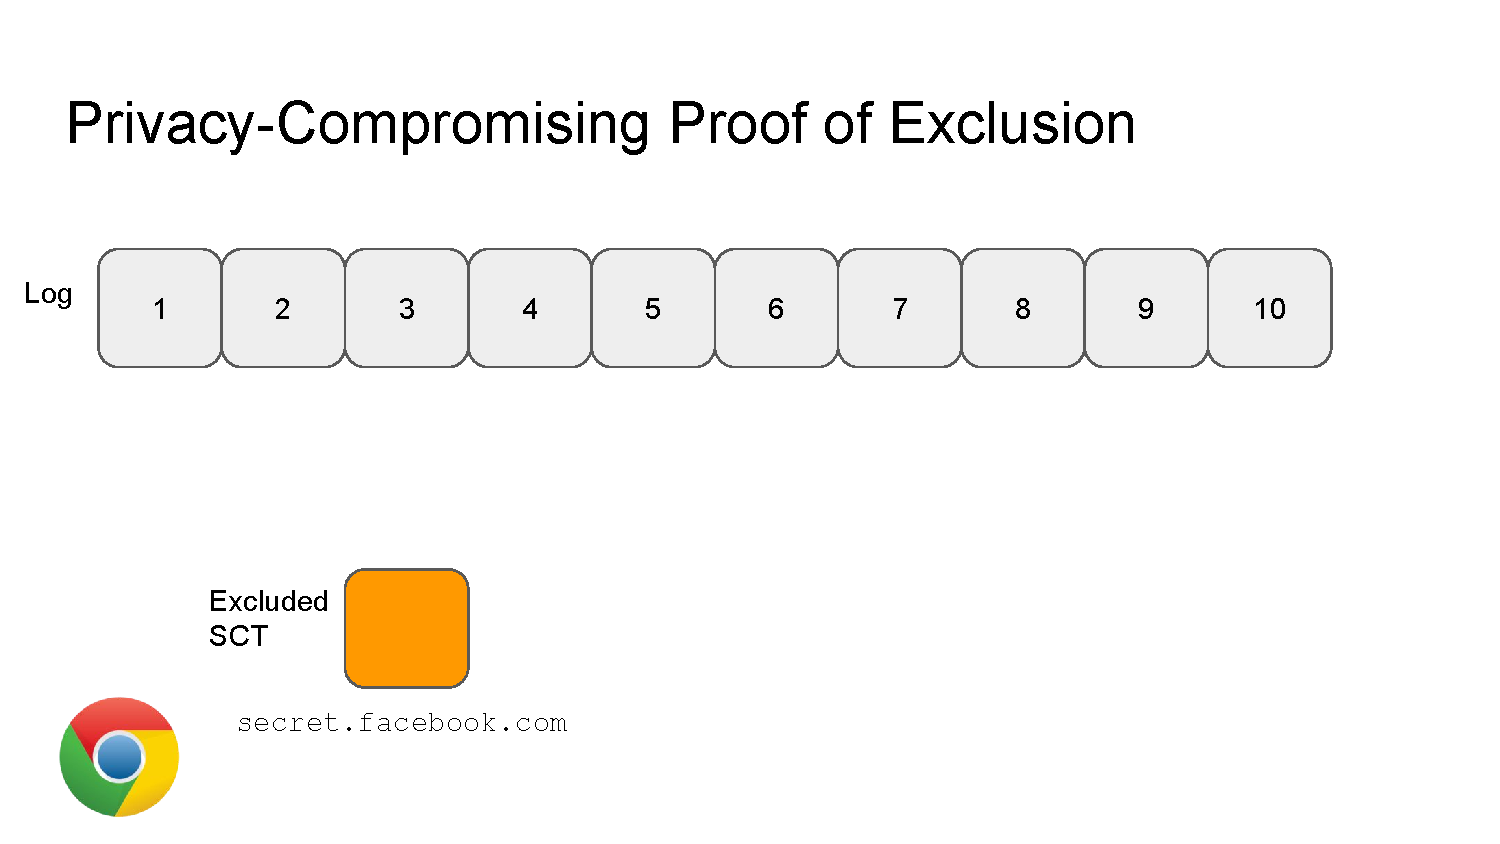 Privacy-Compromising Proof of Exclusion
Log
1 2 3 4 5 6 7 8 9 10
Excluded
SCT
secret.facebook.com